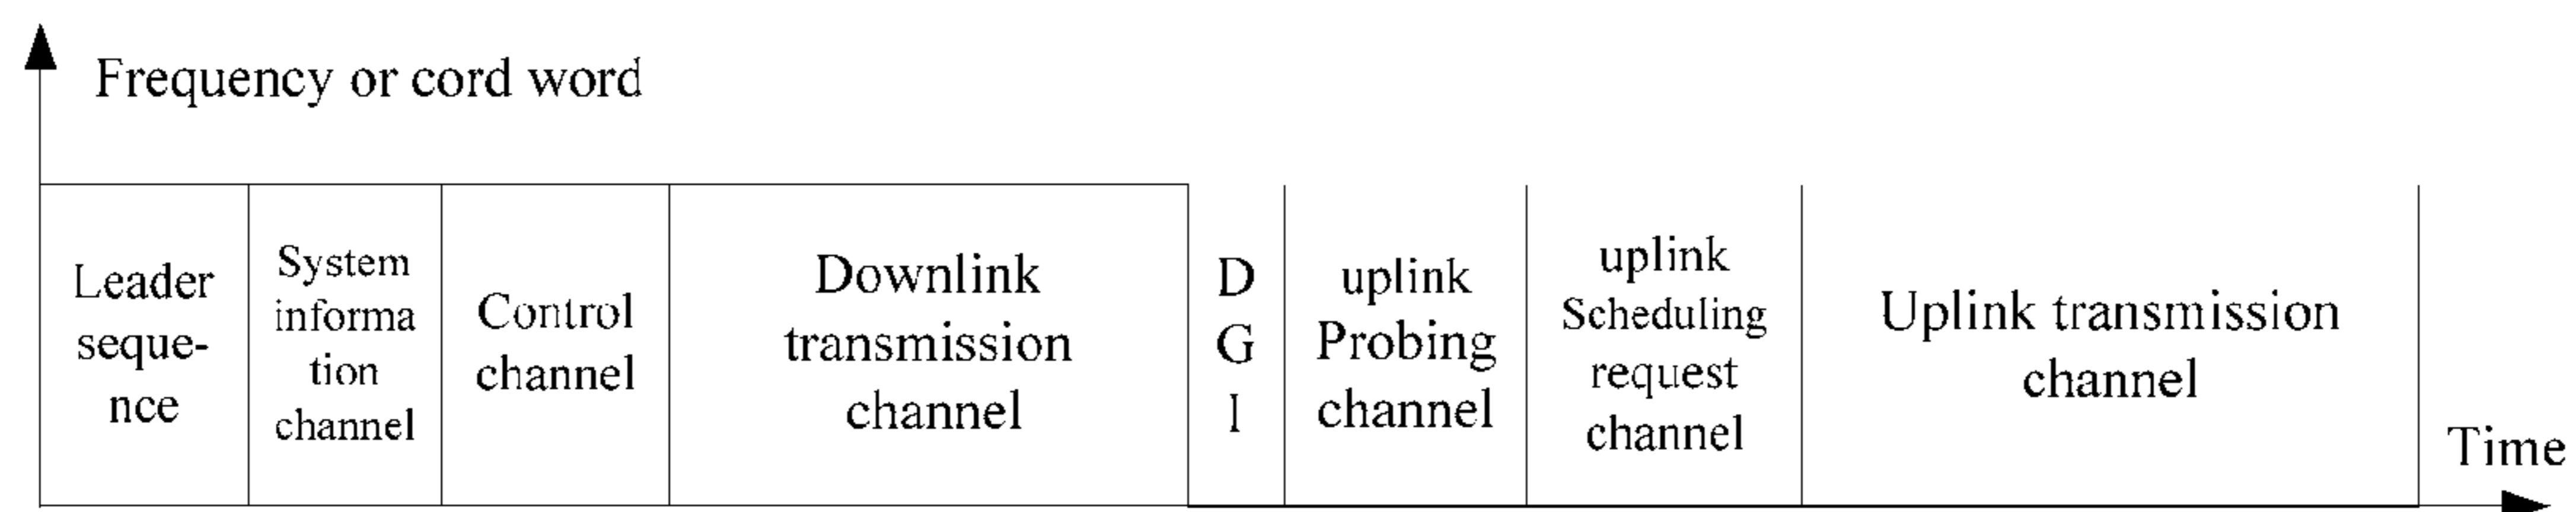 Frequency or cord word
Leader
seque-
nce
System
informa
tion
channel
Control
channel
Downlink
transmission
channel
D
G
I
uplink
Probing
channel
uplink
Scheduling
request
channel
Uplink transmission
channel
Time